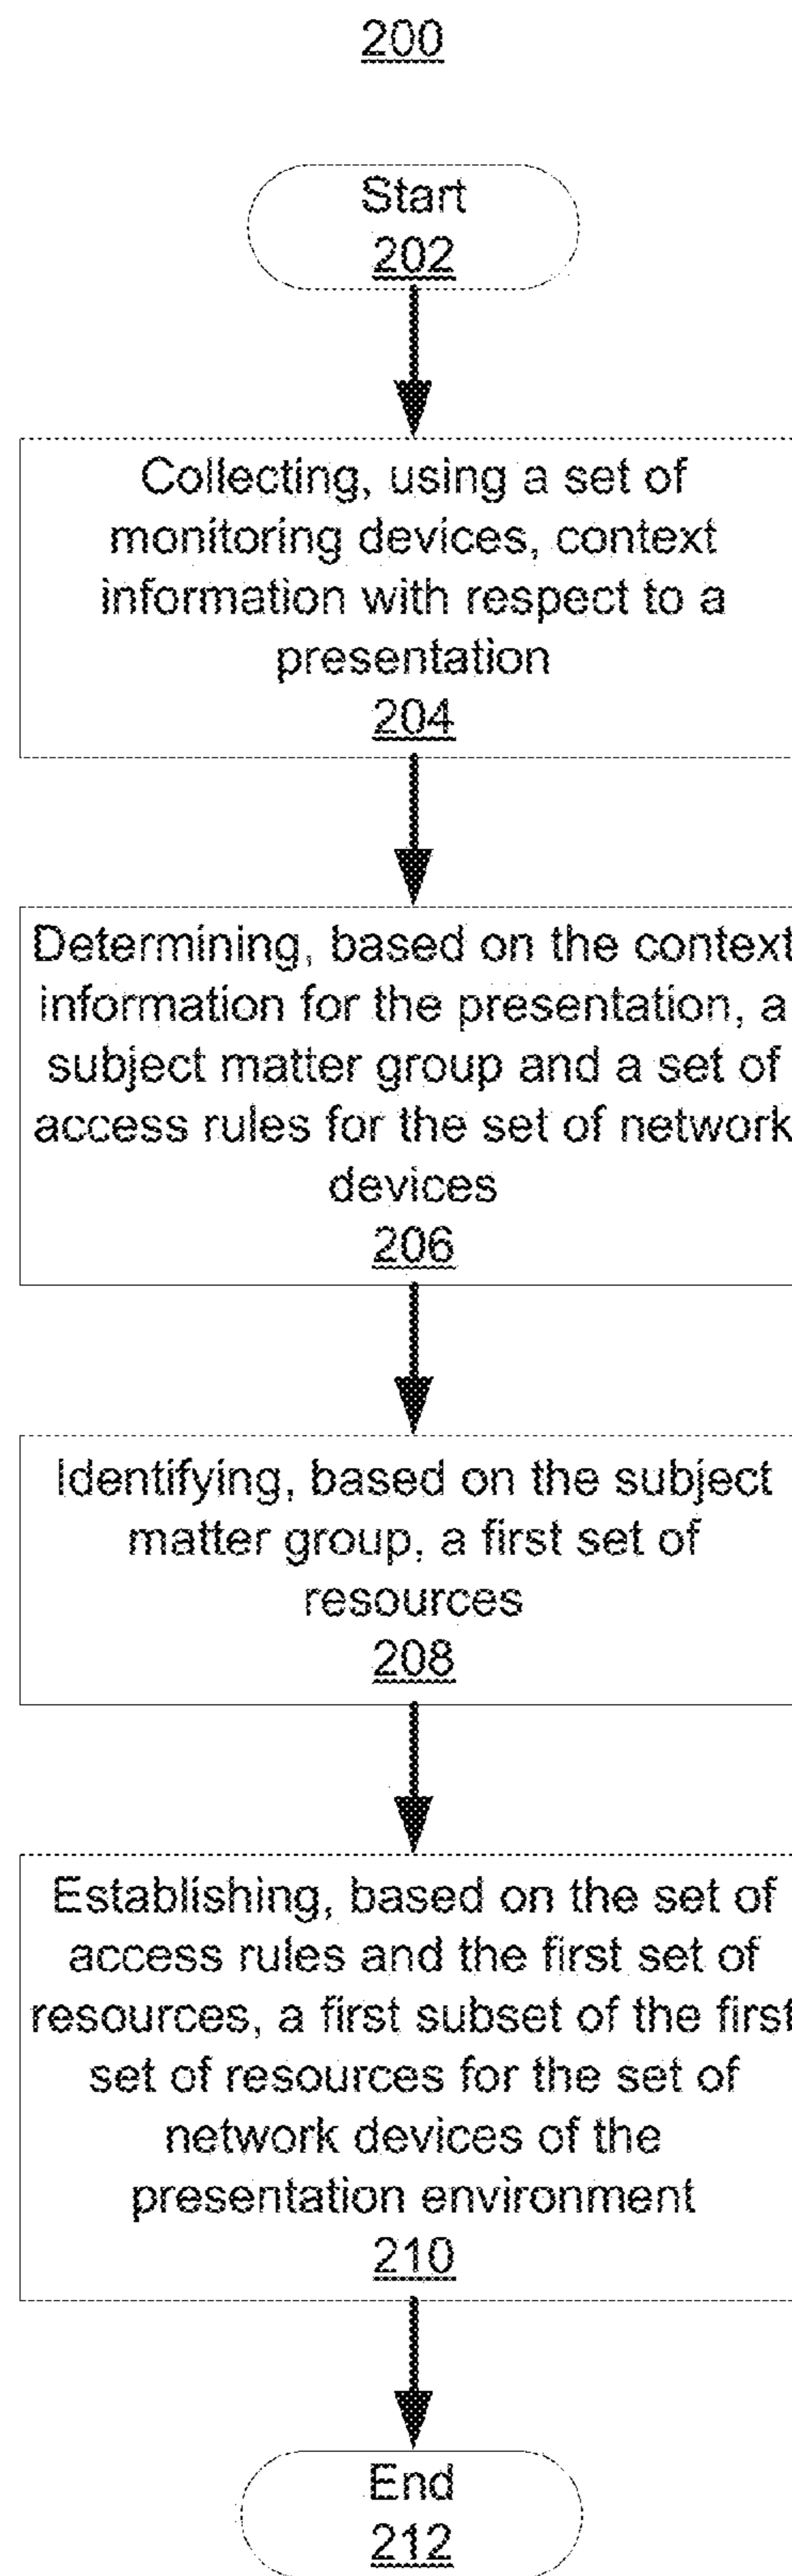 200
Start
202
Collecting, using a set of
monitoring devices, context
information with respect to a
presentation
204
Determining, based on the context
information for the presentation, a
subject matter group and a set of
access rules for the set of network
devices
206
Identifying, based on the subject
matter group, a first set of
resources
208
Establishing, based on the set of
access rules and the first set of
resources, a first subset of the first
set of resources for the set of
network devices of the
presentation environment
210
End
212